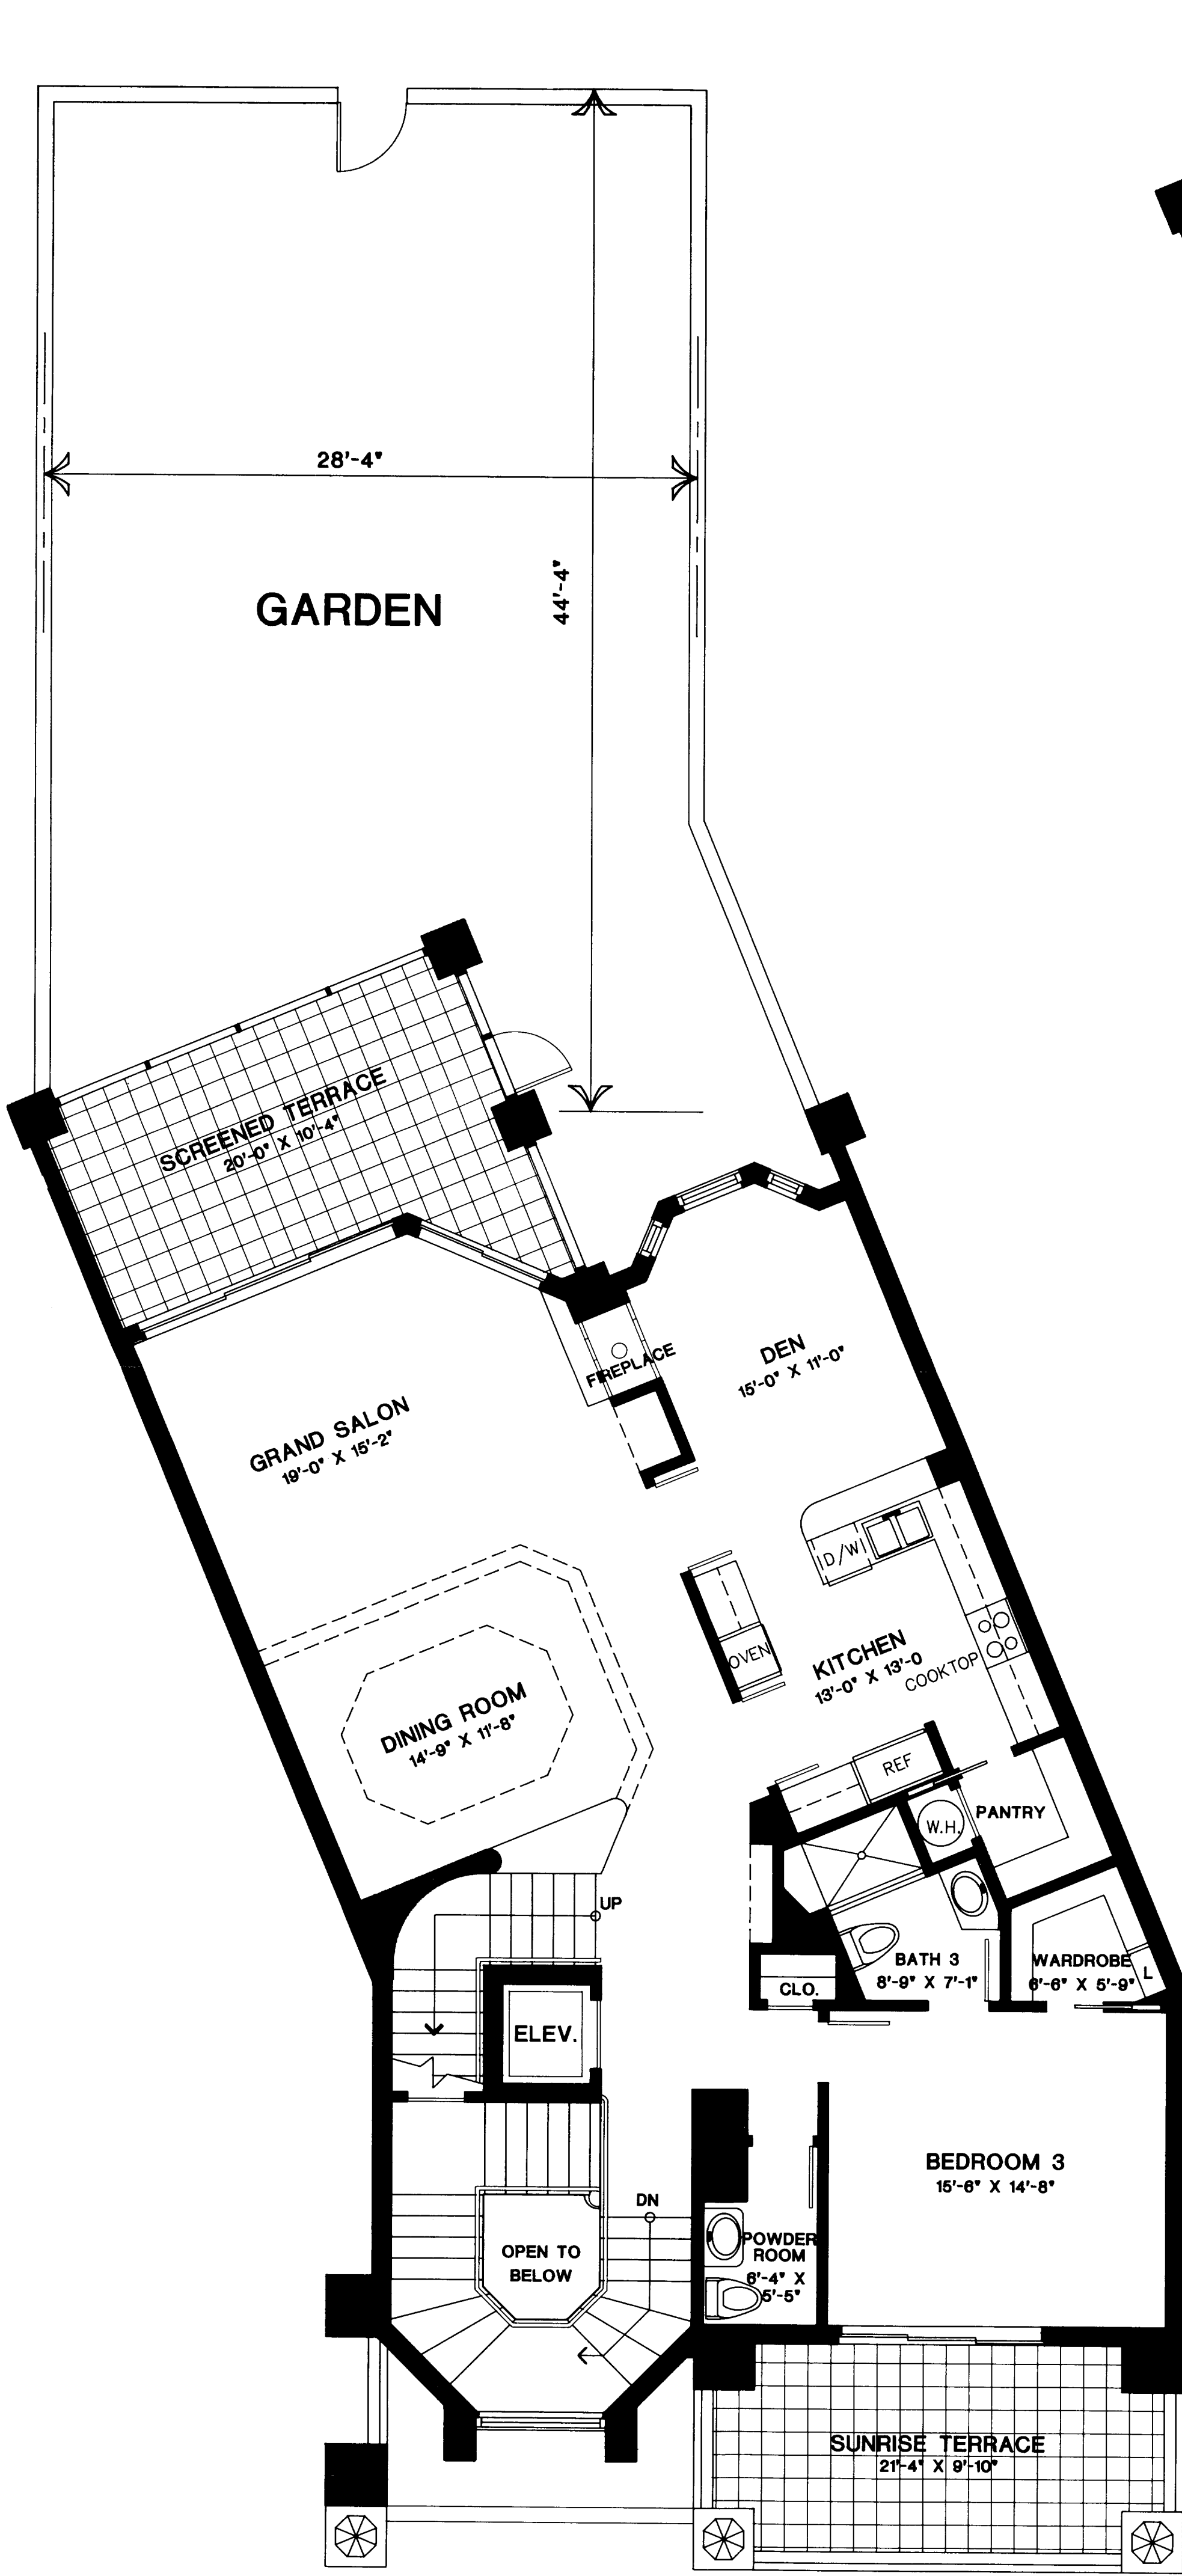 28'-4"
44'-4"
GARDEN
SCREENED TERRACE
20'-0" X 10'-4"
FIREPLACE
DEN
15'-0" X 11'-0"
GRAND SALON
19'-0" X 15'-2"
D/W
OVEN
KITCHEN
13'-0" X 13'-0
COOKTOP
DINING ROOM
14'-9" X 11'-8"
REF
PANTRY
W.H.
UP
BATH 3
8'-9" X 7'-1"
WARDROBE
6'-6" X 5'-9"
L
CLO.
ELEV.
BEDROOM 3
15'-6" X 14'-8"
DN
OPEN TO
BELOW
POWDER
ROOM
6'-4" X
5'-5"
SUNRISE TERRACE
21'-4" X 9'-10"